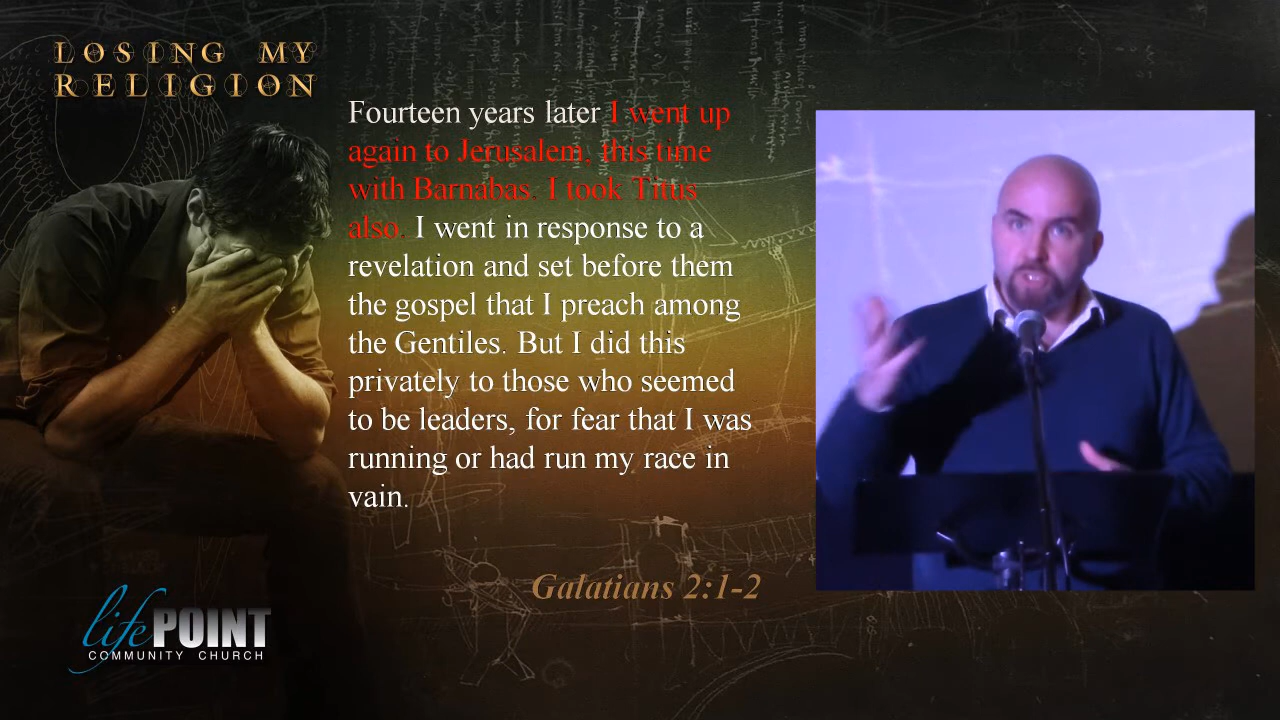 LOSING MY
RELIGION
Fourteen years later I went up
again to Jerusalem, this time
with Barnabas. I took Titus
also. I went in response to a
revelation and set before them
the gospel that I preach among
the Gentiles. But I did this
privately to those who seemed
to be leaders, for fear that I was
running or had run my race in
vain.
Galatians 2:1-2
lifePOINT
COMMUNITY CHURCH